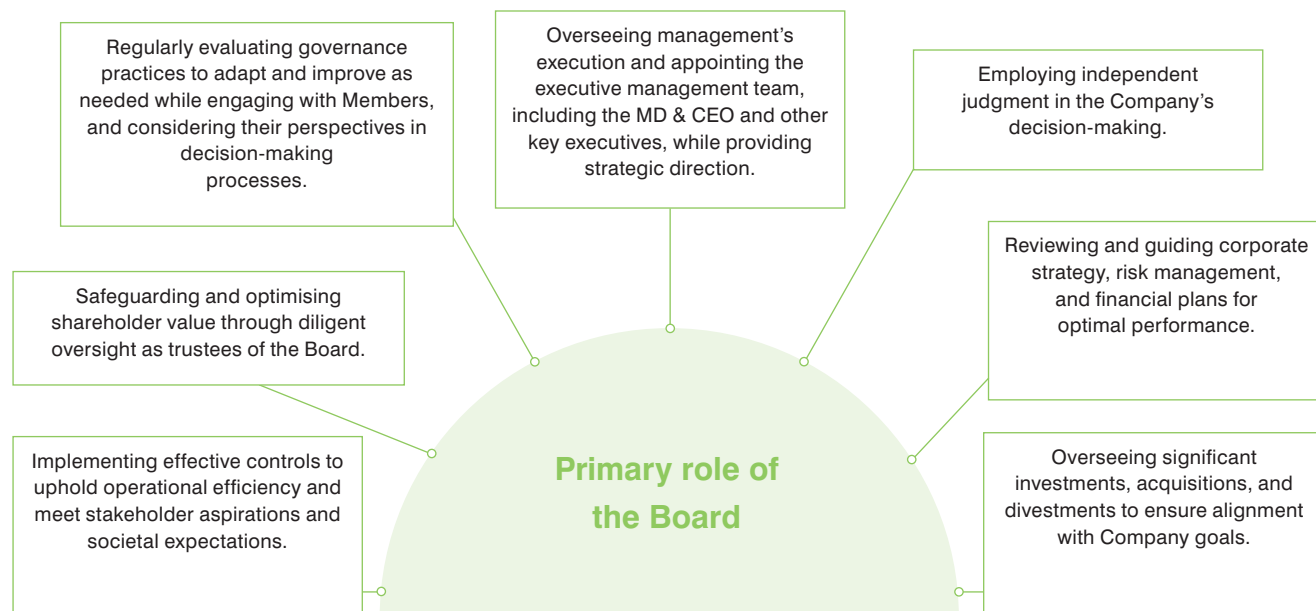 Regularly evaluating governance
practices to adapt and improve as
needed while engaging with Members,
and considering their perspectives in
decision-making
processes.
Overseeing management’s
execution and appointing the
executive management team,
including the MD & CEO and other
key executives, while providing
strategic direction.
Employing independent
judgment in the Company’s
decision-making.
Safeguarding and optimising
shareholder value through diligent
oversight as trustees of the Board.
Reviewing and guiding corporate
strategy, risk management,
and financial plans for
optimal performance.
Implementing effective controls to
uphold operational efficiency and
meet stakeholder aspirations and
societal expectations.
Primary role of
the Board
Overseeing significant
investments, acquisitions, and
divestments to ensure alignment
with Company goals.